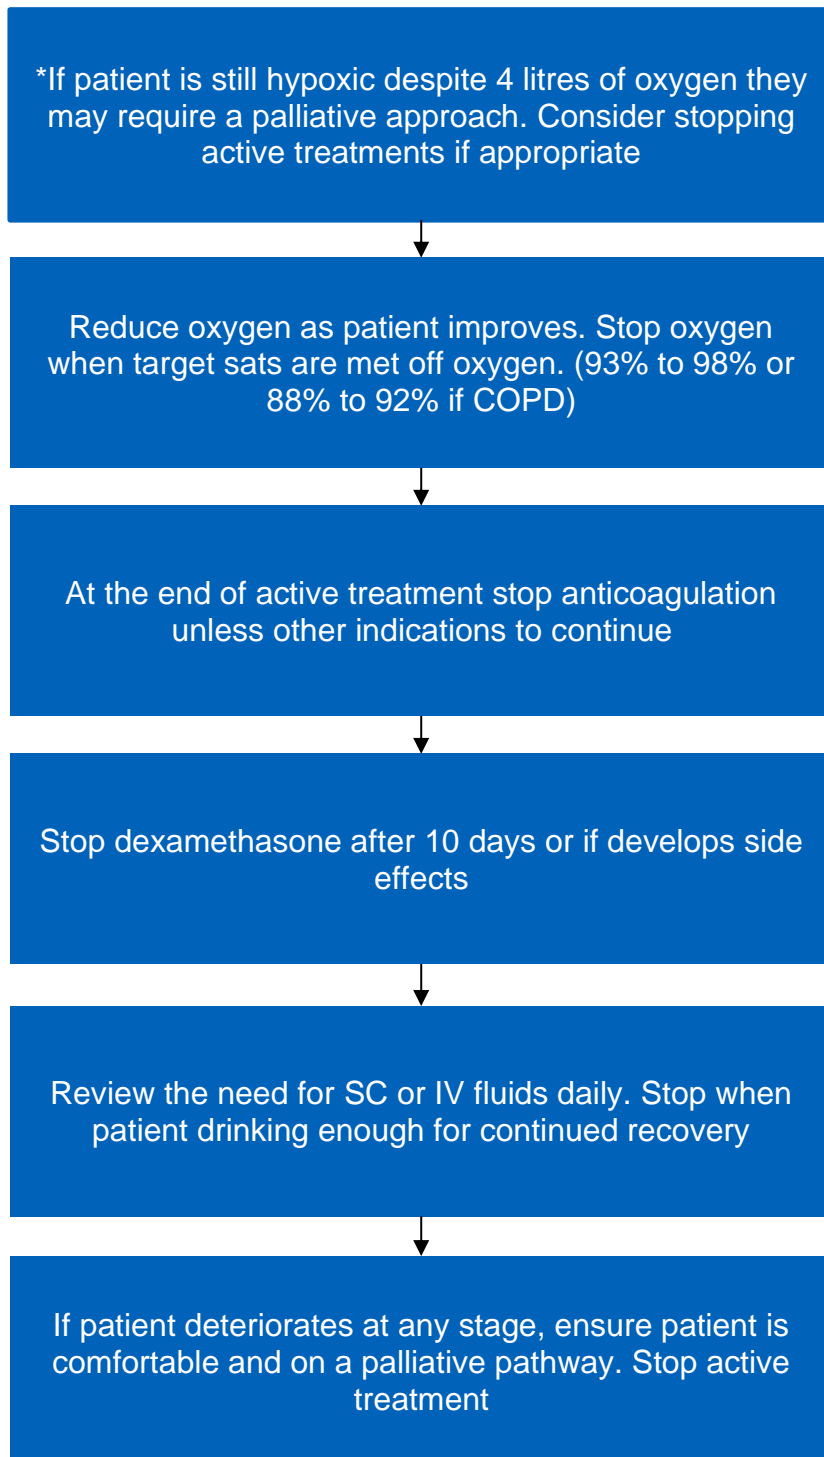 *If patient is still hypoxic despite 4 litres of oxygen they
may require a palliative approach. Consider stopping
active treatments if appropriate
Reduce oxygen as patient improves. Stop oxygen
when target sats are met off oxygen. (93% to 98% or
88% to 92% if COPD)
At the end of active treatment stop anticoagulation
unless other indications to continue
Stop dexamethasone after 10 days or if develops side
effects
Review the need for SC or IV fluids daily. Stop when
patient drinking enough for continued recovery
If patient deteriorates at any stage, ensure patient is
comfortable and on a palliative pathway. Stop active
treatment